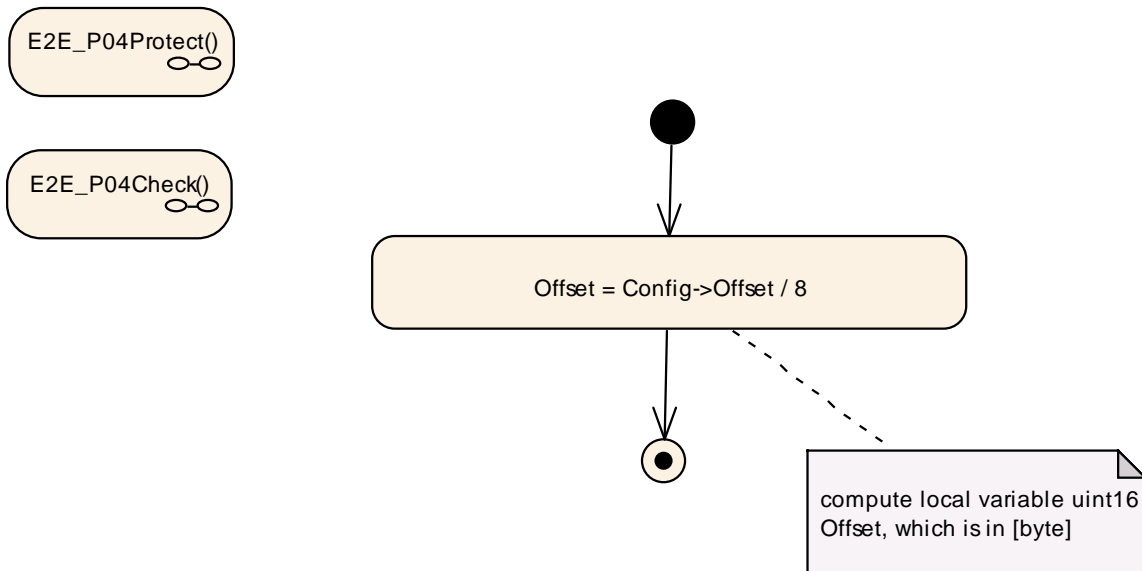 E2E_P04Protect()
E2E_P04Check()
Offset = Config->Offset / 8
compute local variable uint16
Offset, which is in [byte]